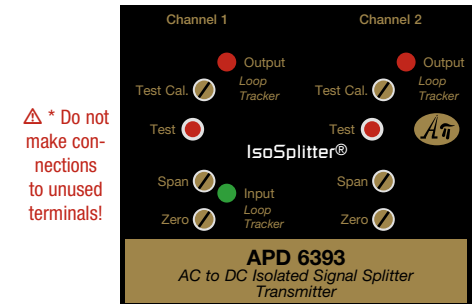 Channel 1
Channel 2
Output
Loop
Tracker
Test Cal.
Test
Output
Loop
Tracker
Test Cal.
Test
Aπ
IsoSplitter®
Span
Input
Loop
Tracker
Zero
Span
Zero
⚠ * Do not
make con-
nections
to unused
terminals!
APD 6393
AC to DC Isolated Signal Splitter
Transmitter